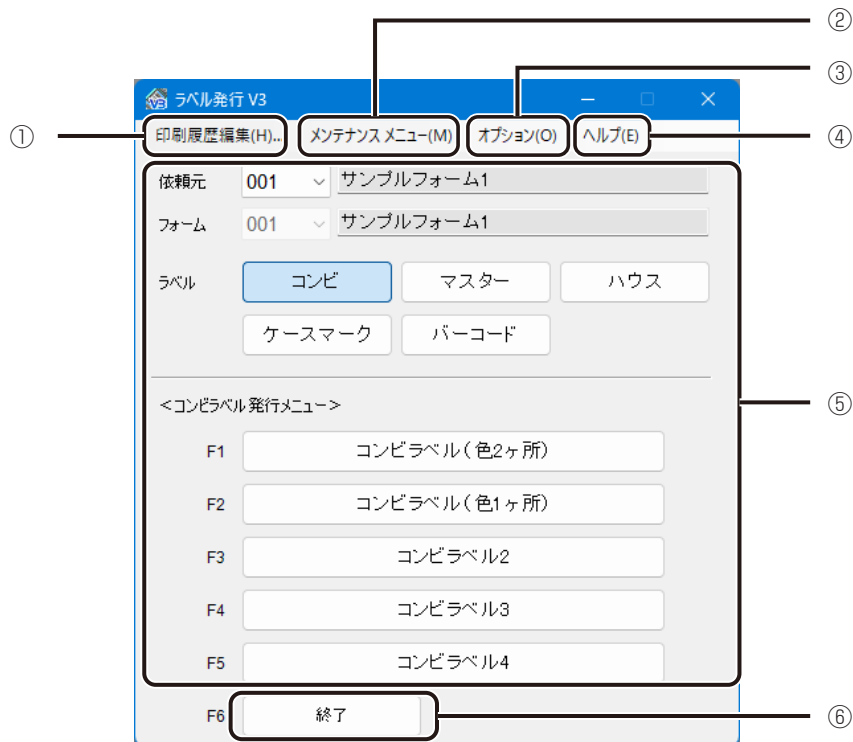 ②
③
ラベル発行 V3
① 印刷履歴編集(H)... メンテナンス メニュー(M) オプション(O) ヘルプ(E) ④
依頼元 001 サンプルフォーム1
フォーム 001 サンプルフォーム1
ラベル コンビ マスター ハウス
ケースマーク バーコード
<コンビラベル発行メニュー> ⑤
F1 コンビラベル(色2ヶ所)
F2 コンビラベル(色1ヶ所)
F3 コンビラベル2
F4 コンビラベル3
F5 コンビラベル4
F6 終了 ⑥